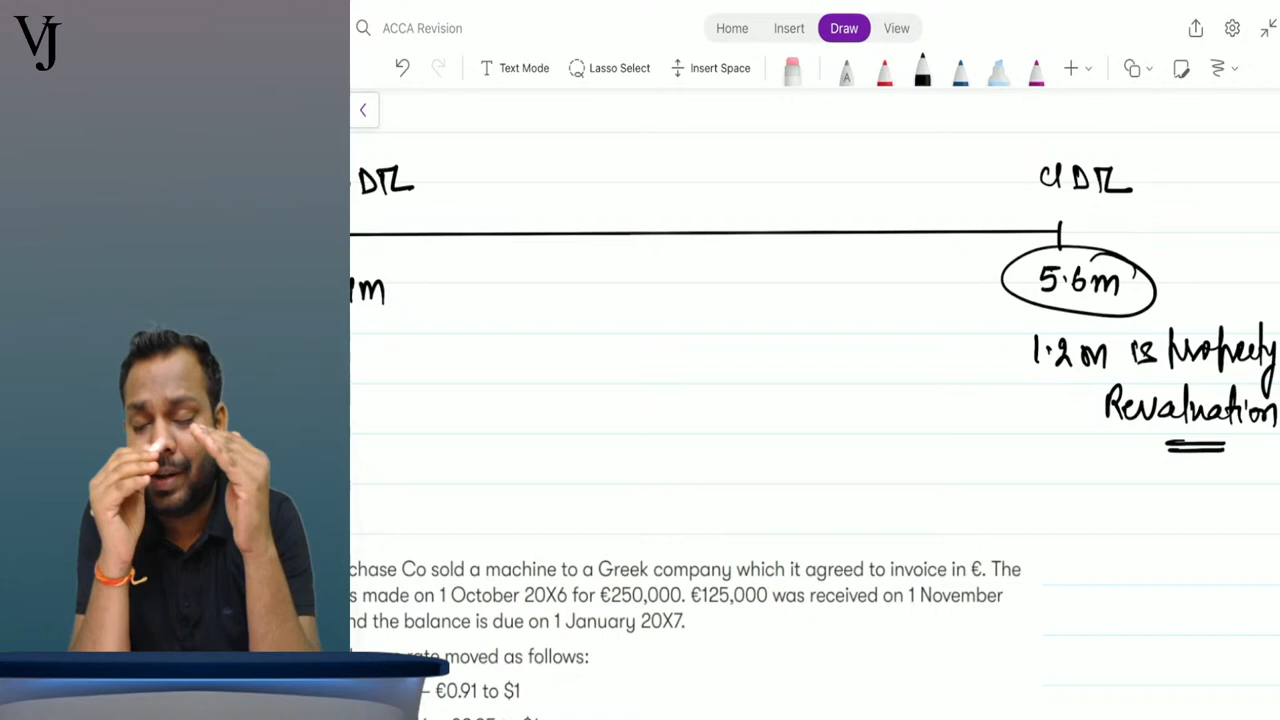 VJ
ACCA Revision
Home Insert Draw View
Text Mode Lasso Select Insert Space
A
DTL
cl DTL
5.6m
m
1.2m is property
Revaluation
chase Co sold a machine to a Greek company which it agreed to invoice in €. The
s made on 1 October 20X6 for €250,000. €125,000 was received on 1 November
nd the balance is due on 1 January 20X7.
rate moved as follows:
– €0.91 to $1